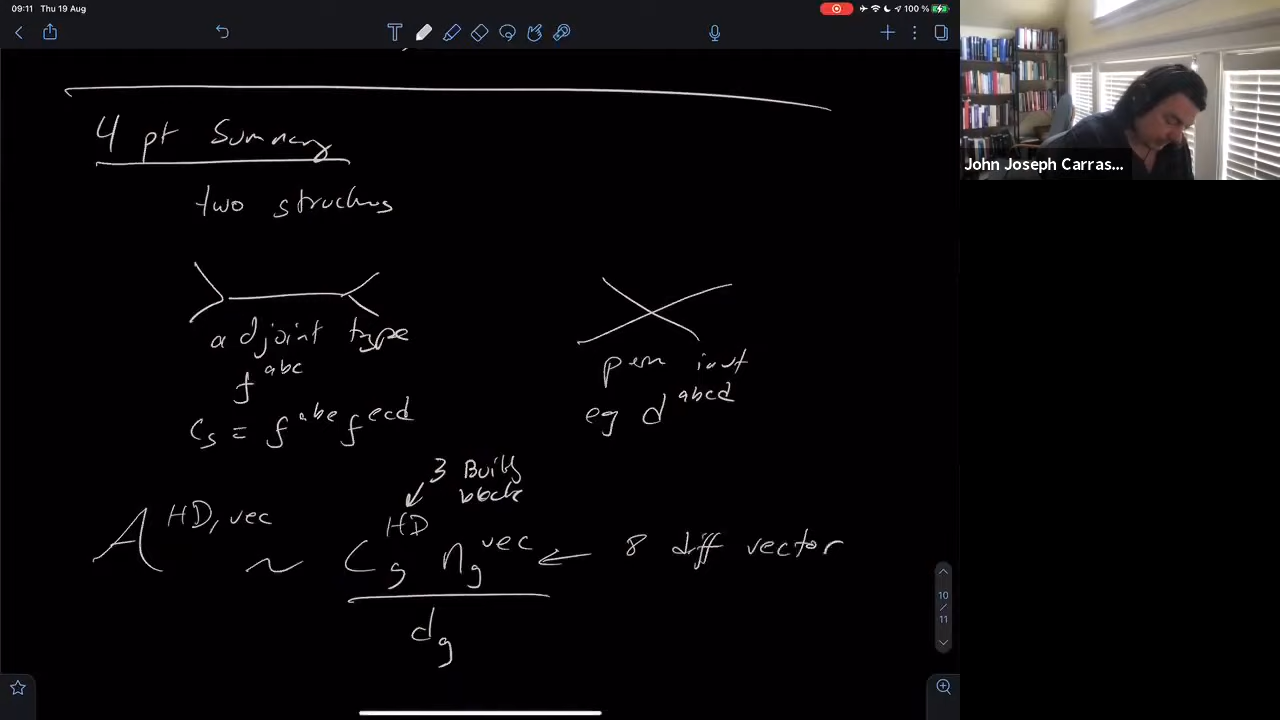 09:11 Thu 19 Aug
100 %
4 pt Summary
two structures
adjoint type
f^{abc}
C_s = f^{abe} f^{ecd}
perm invt
eg d^{abcd}
3 Building
blocks
A^{HD, vec} ~ C_g^{HD} n_g^{vec} ← 8 diff vector
d_g
10
/
11
John Joseph Carras...